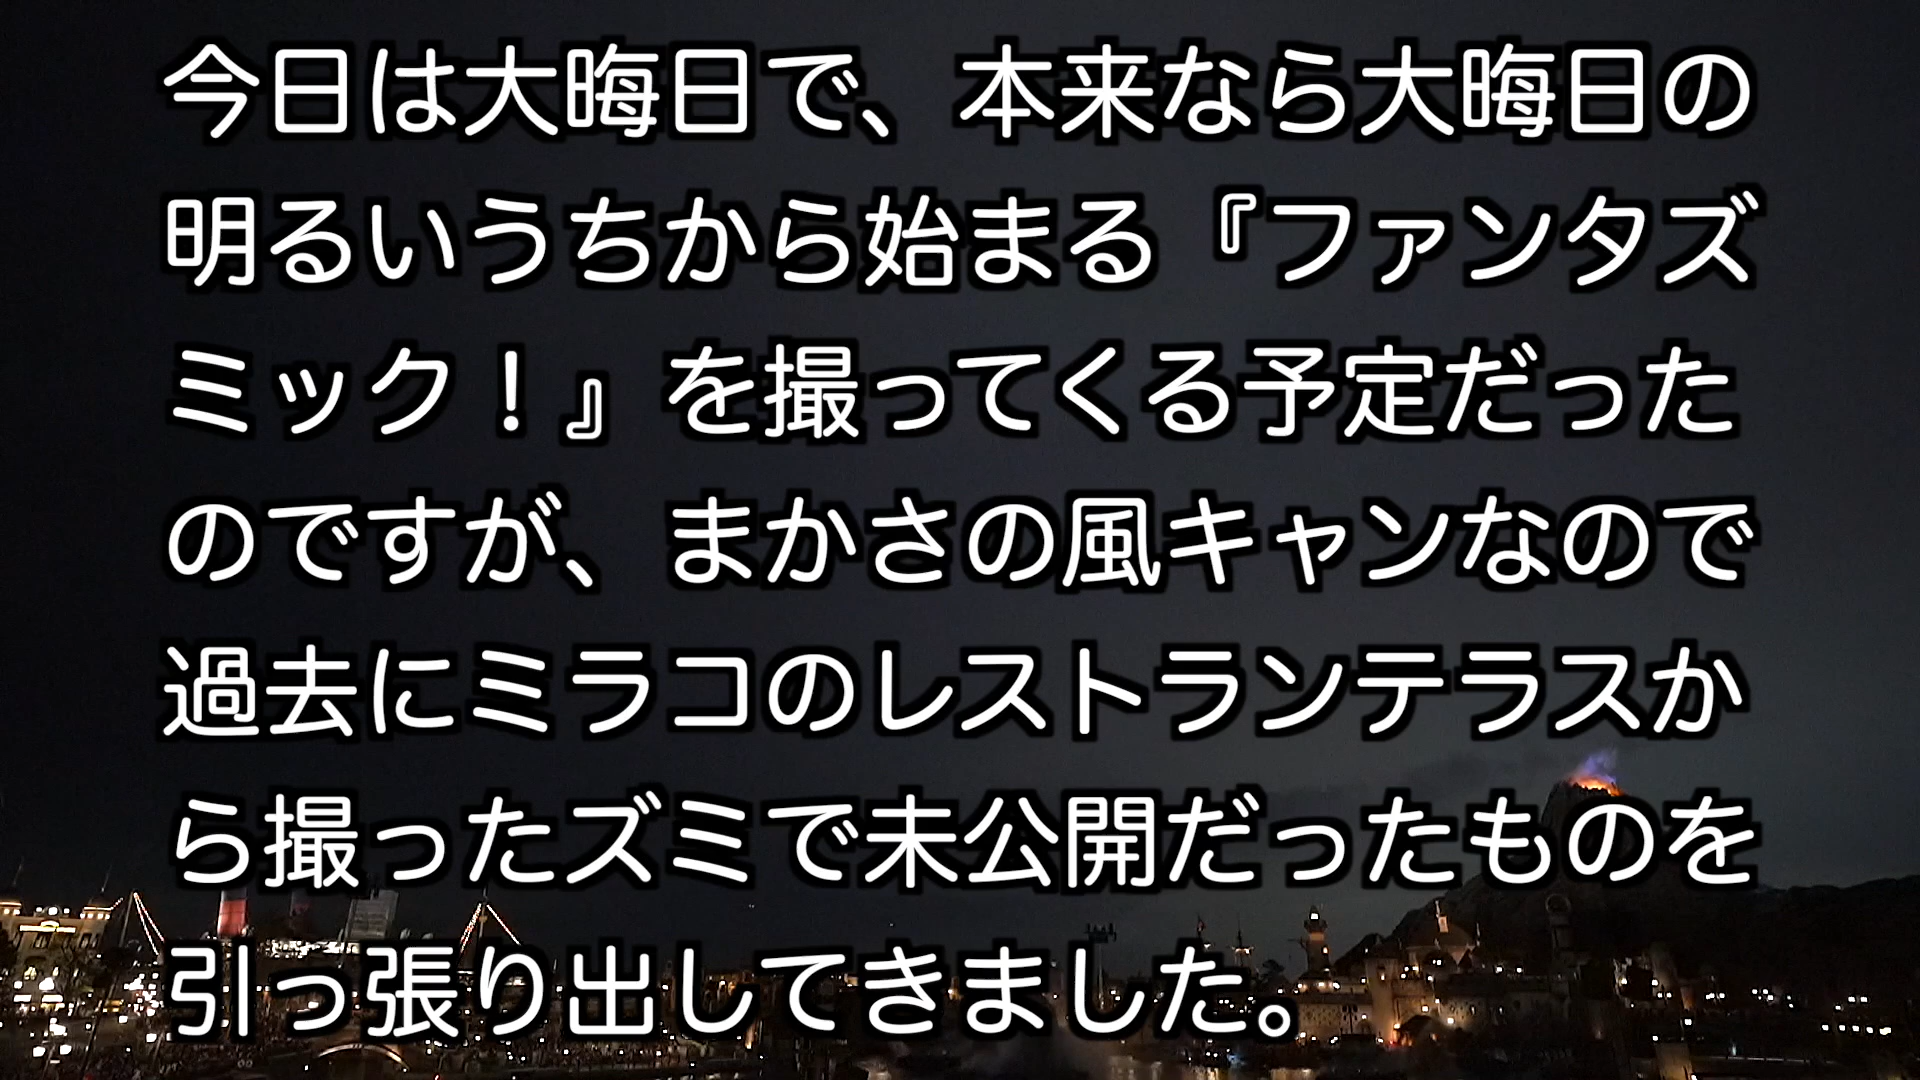 今日は大晦日で、本来なら大晦日の
明るいうちから始まる『ファンタズ
ミック！』を撮ってくる予定だった
のですが、まかさの風キャンなので
過去にミラコのレストランテラスか
ら撮ったズミで未公開だったものを
引っ張り出してきました。